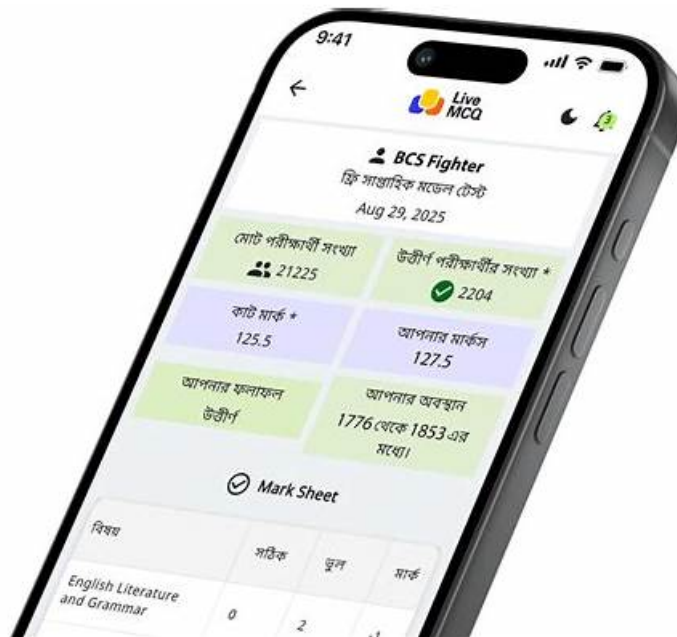 9:41
Live
MCQ
3
BCS Fighter
ফ্রি সাপ্তাহিক মডেল টেস্ট
Aug 29, 2025
মোট পরীক্ষার্থী সংখ্যা
21225
উত্তীর্ণ পরীক্ষার্থীর সংখ্যা *
2204
কাট মার্ক *
125.5
আপনার মার্কস
127.5
আপনার ফলাফল
উত্তীর্ণ
আপনার অবস্থান
1776 থেকে 1853 এর
মধ্যে।
Mark Sheet
বিষয় সঠিক ভুল মার্ক
English Literature
and Grammar
0 2 -1